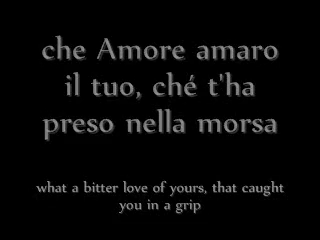 che Amore amaro
il tuo, ché t'ha
preso nella morsa
what a bitter love of yours, that caught
you in a grip